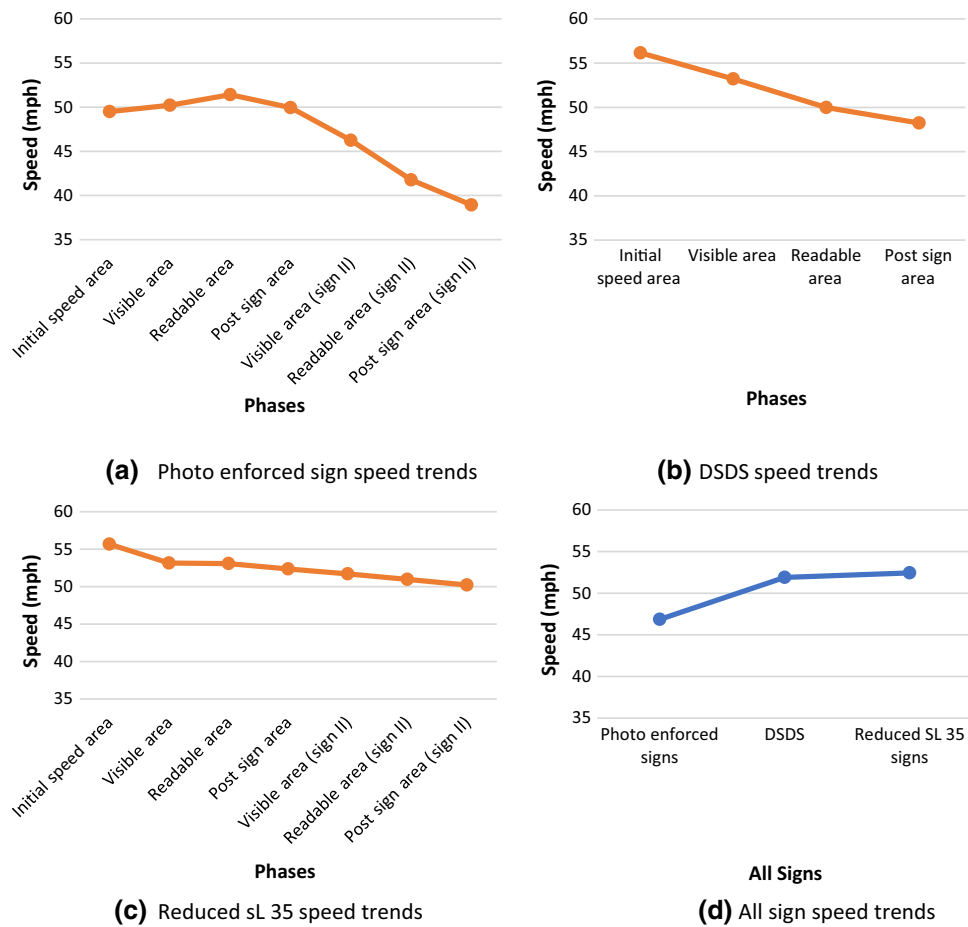 60
55
50
45
40
35
Speed (mph)
Initial speed area
Visible area
Readable area
Post sign area
Visible area (sign II)
Readable area (sign II)
Post sign area (sign II)
Phases
(a) Photo enforced sign speed trends
60
55
50
45
40
35
Speed (mph)
Initial
speed area
Visible area
Readable
area
Post sign
area
Phases
(b) DSDS speed trends
60
55
50
45
40
35
Speed (mph)
Initial speed area
Visible area
Readable area
Post sign area
Visible area (sign II)
Readable area (sign II)
Post sign area (sign II)
Phases
(c) Reduced sL 35 speed trends
60
55
50
45
40
35
Speed (mph)
Photo enforced
signs
DSDS
Reduced SL 35
signs
All Signs
(d) All sign speed trends